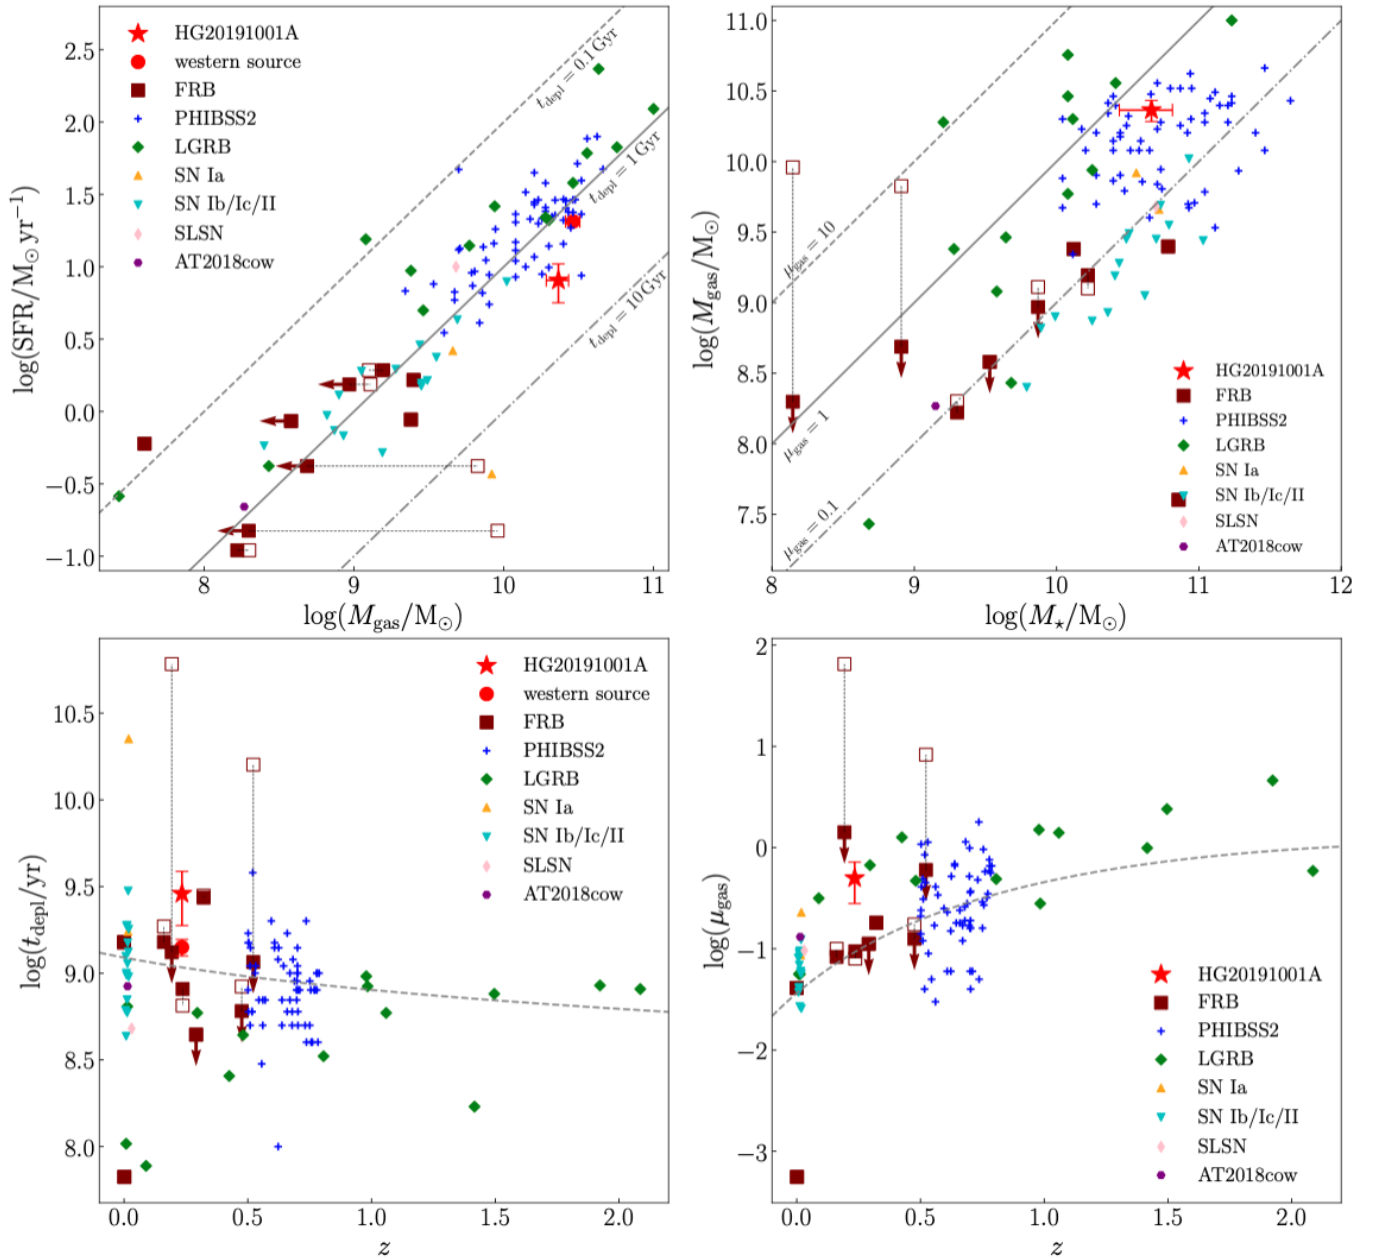 HG20191001A
western source
FRB
PHIBSS2
LGRB
SN Ia
SN Ib/Ic/II
SLSN
AT2018cow
t_depl = 0.1 Gyr
t_depl = 1 Gyr
t_depl = 10 Gyr
2.5
2.0
1.5
1.0
0.5
0.0
−0.5
−1.0
log(SFR/M⊙ yr⁻¹)
8 9 10 11
log(M_gas/M⊙)
11.0
10.5
10.0
9.5
9.0
8.5
8.0
7.5
log(M_gas/M⊙)
μ_gas = 10
μ_gas = 1
μ_gas = 0.1
HG20191001A
FRB
PHIBSS2
LGRB
SN Ia
SN Ib/Ic/II
SLSN
AT2018cow
8 9 10 11 12
log(M⋆/M⊙)
HG20191001A
western source
FRB
PHIBSS2
LGRB
SN Ia
SN Ib/Ic/II
SLSN
AT2018cow
10.5
10.0
9.5
9.0
8.5
8.0
log(t_depl/yr)
0.0 0.5 1.0 1.5 2.0
z
2
1
0
−1
−2
−3
log(μ_gas)
HG20191001A
FRB
PHIBSS2
LGRB
SN Ia
SN Ib/Ic/II
SLSN
AT2018cow
0.0 0.5 1.0 1.5 2.0
z